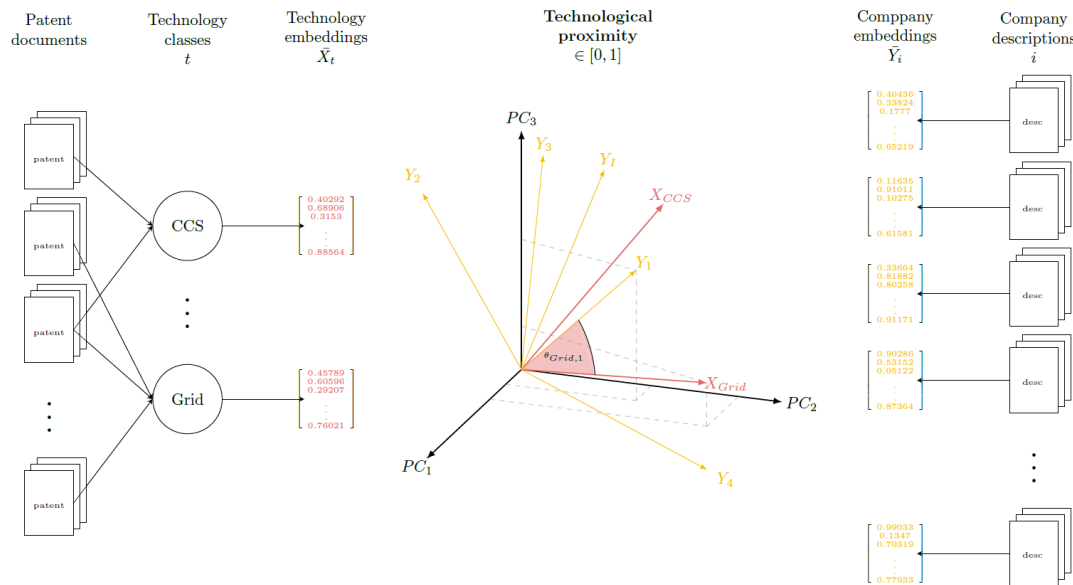 Patent
documents
Technology
classes
t
Technology
embeddings
X̄_t
Technological
proximity
∈ [0, 1]
Comppany
embeddings
Ȳ_i
Company
descriptions
i
patent
patent
patent
patent
CCS
Grid
0.40292
0.68906
0.3153
0.88564
0.45789
0.60596
0.29207
0.76021
PC_3
Y_3
Y_I
Y_2
X_CCS
Y_1
θ_Grid,1
X_Grid
PC_2
PC_1
Y_4
0.40436
0.33824
0.1777
0.65219
desc
0.11635
0.91011
0.10275
0.61581
desc
0.33664
0.81882
0.80258
0.91171
desc
0.90286
0.53152
0.05122
0.87364
desc
0.99033
0.1347
0.70319
0.77933
desc